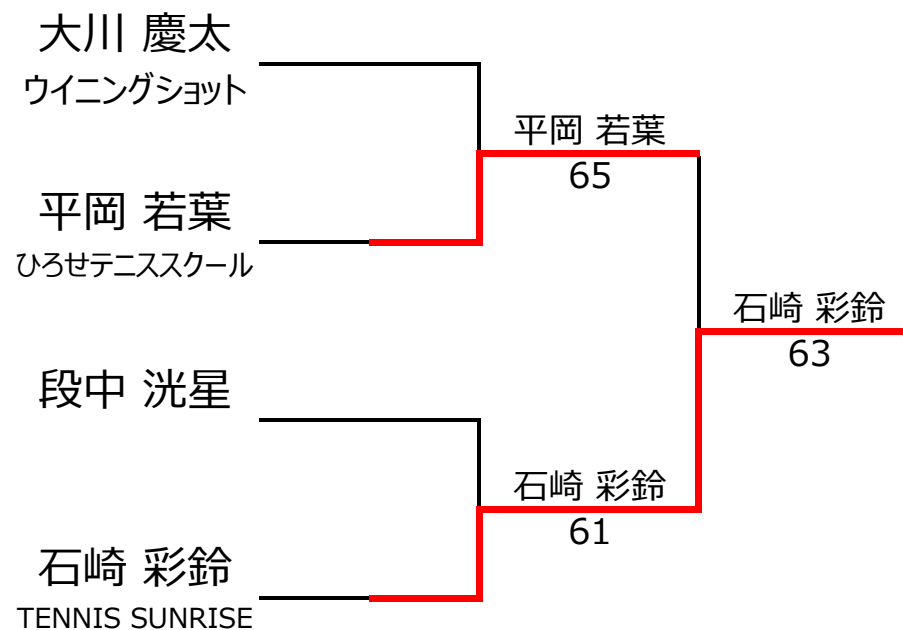 大川 慶太
ウイニングショット
平岡 若葉
65
平岡 若葉
ひろせテニススクール
石崎 彩鈴
63
段中 洸星
石崎 彩鈴
61
石崎 彩鈴
TENNIS SUNRISE